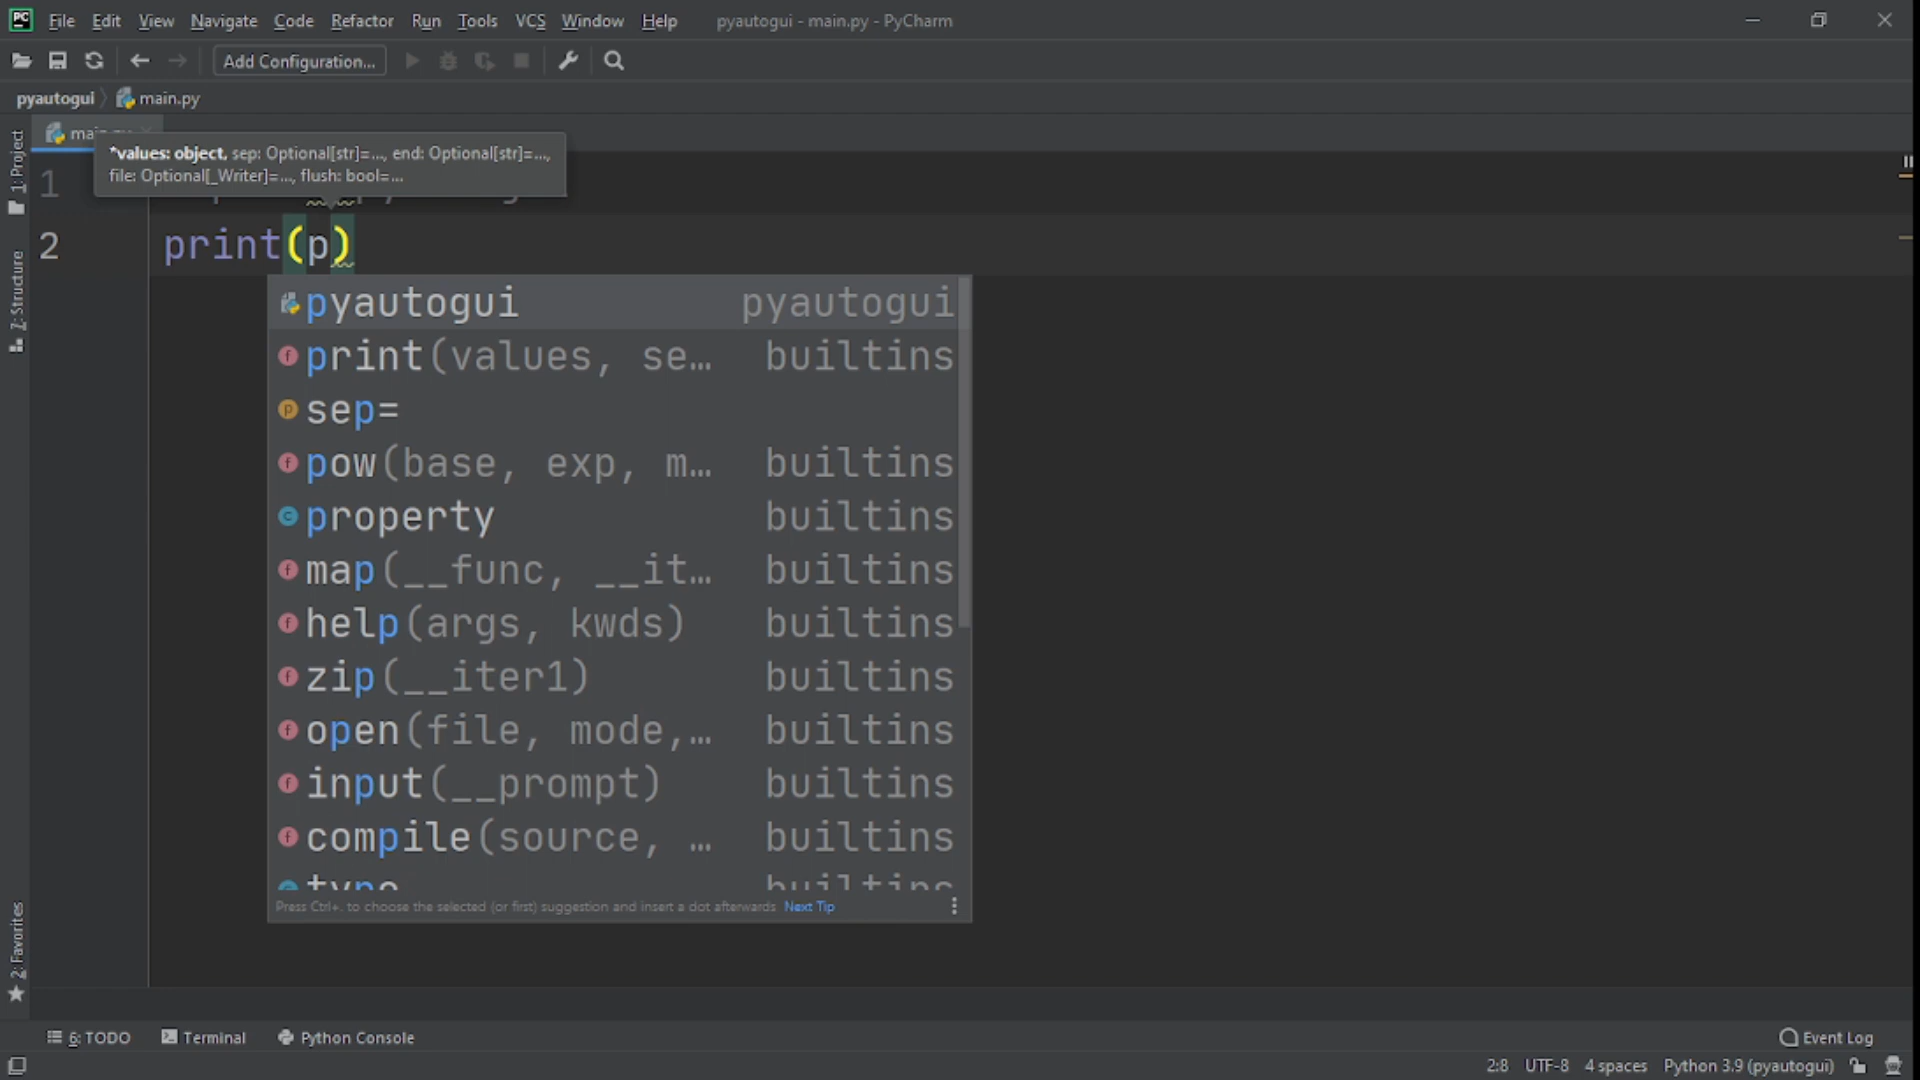 PC File Edit View Navigate Code Refactor Run Tools VCS Window Help pyautogui - main.py - PyCharm
Add Configuration...
pyautogui main.py
*values: object, sep: Optional[str]=..., end: Optional[str]=...,
file: Optional[_Writer]=..., flush: bool=...
1
2 print(p)
pyautogui pyautogui
print(values, se... builtins
sep=
pow(base, exp, m... builtins
property builtins
map(__func, __it... builtins
help(args, kwds) builtins
zip(__iter1) builtins
open(file, mode,... builtins
input(__prompt) builtins
compile(source, ... builtins
type builtins
Press Ctrl+. to choose the selected (or first) suggestion and insert a dot afterwards Next Tip
1: Project
7: Structure
2: Favorites
6: TODO Terminal Python Console Event Log
2:8 UTF-8 4 spaces Python 3.9 (pyautogui)